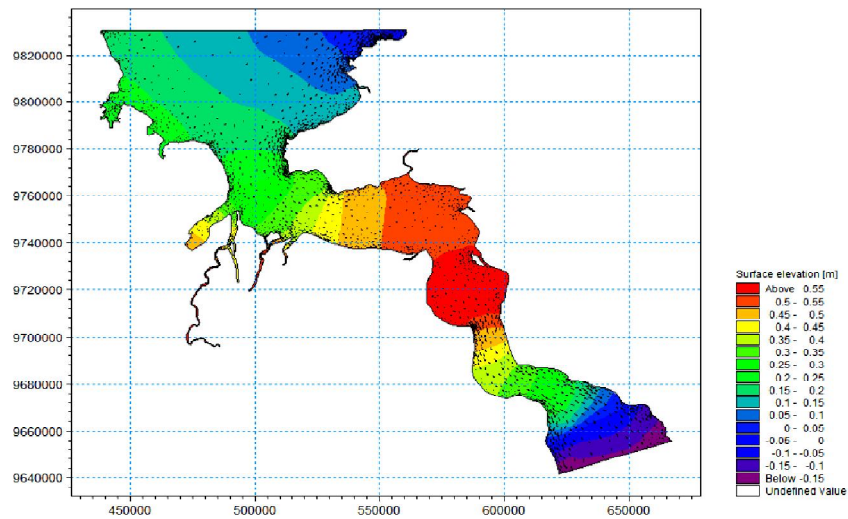 9820000
9800000
9780000
9760000
9740000
9720000
9700000
9680000
9660000
9640000
450000
500000
550000
600000
650000
Surface elevation [m]
Above 0.55
0.5 - 0.55
0.45 - 0.5
0.4 - 0.45
0.35 - 0.4
0.3 - 0.35
0.25 - 0.3
0.2 - 0.25
0.15 - 0.2
0.1 - 0.15
0.05 - 0.1
0 - 0.05
-0.05 - 0
-0.1 - -0.05
-0.15 - -0.1
Below -0.15
Undefined Value